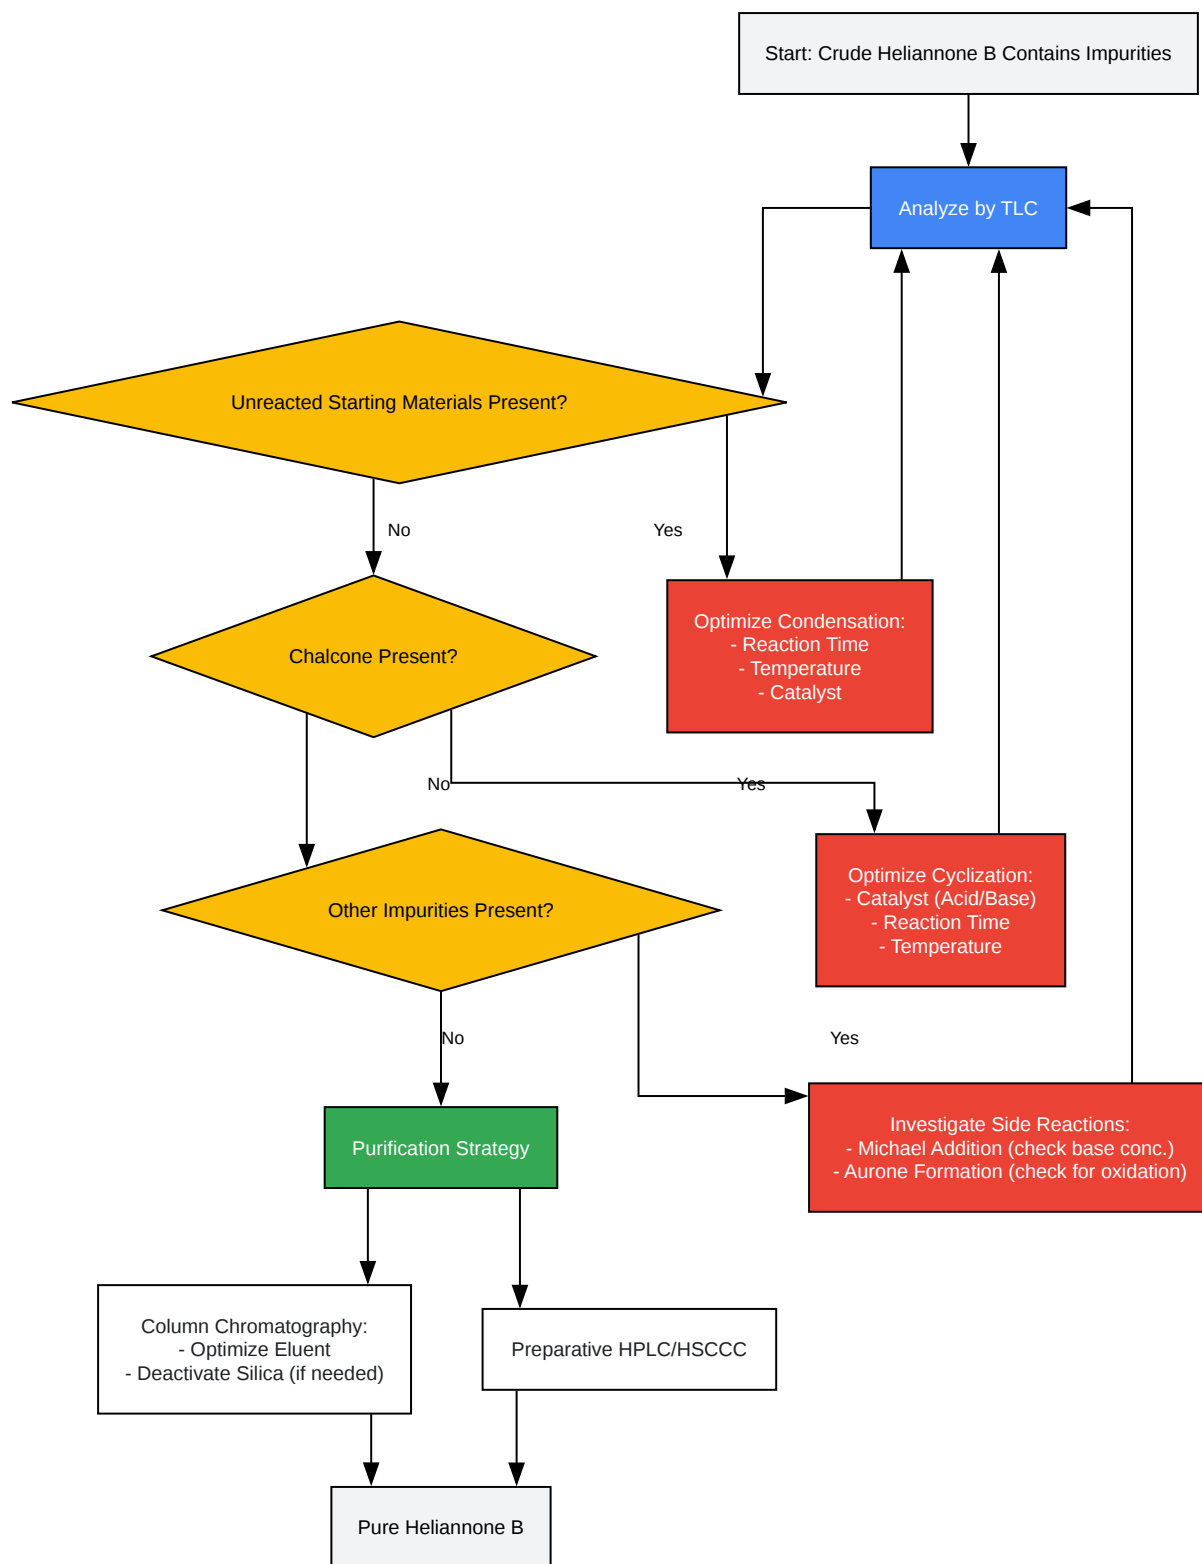 Start: Crude Heliannone B Contains Impurities
Analyze by TLC
Unreacted Starting Materials Present?
No
Yes
Optimize Condensation:
- Reaction Time
- Temperature
- Catalyst
Chalcone Present?
No
Yes
Optimize Cyclization:
- Catalyst (Acid/Base)
- Reaction Time
- Temperature
Other Impurities Present?
No
Yes
Investigate Side Reactions:
- Michael Addition (check base conc.)
- Aurone Formation (check for oxidation)
Purification Strategy
Column Chromatography:
- Optimize Eluent
- Deactivate Silica (if needed)
Preparative HPLC/HSCCC
Pure Heliannone B